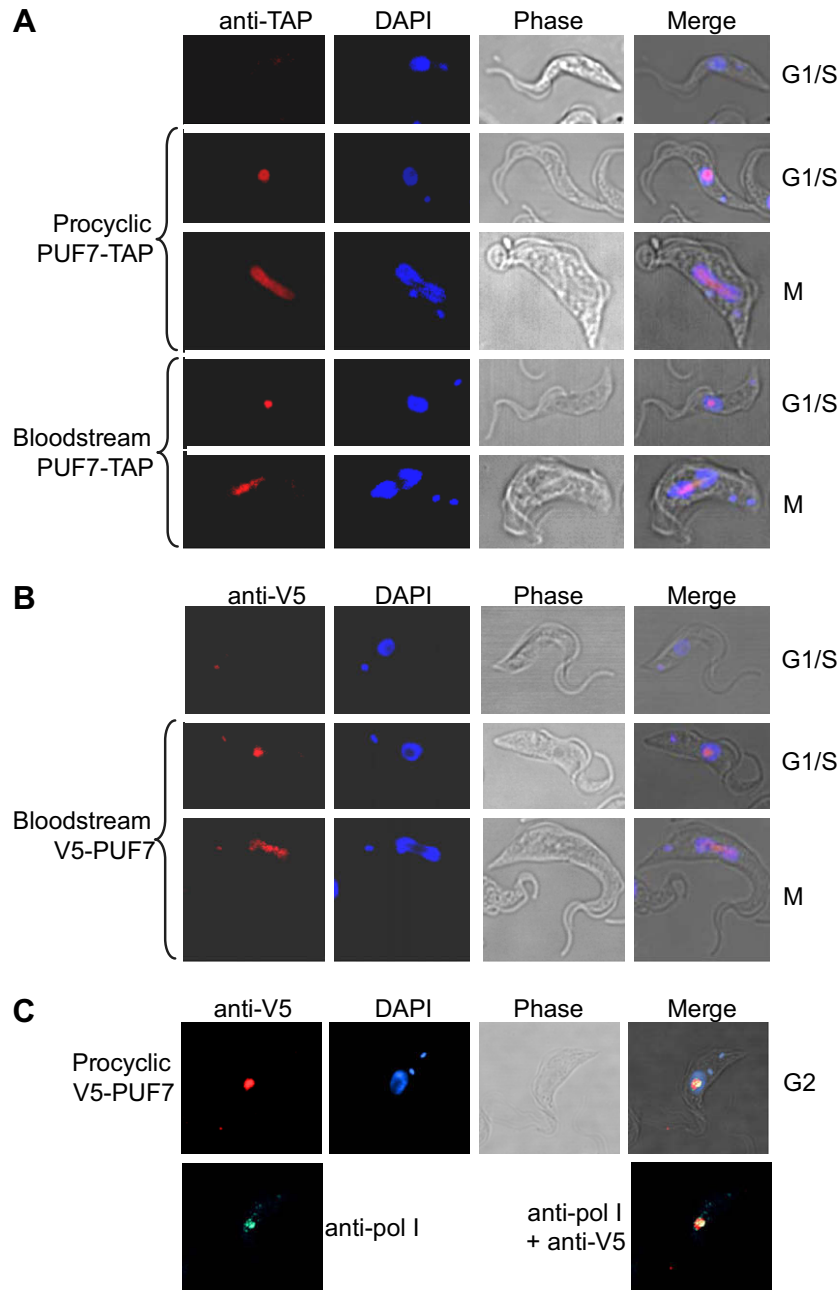 A
anti-TAP DAPI Phase Merge
G1/S
Procyclic
PUF7-TAP
G1/S
M
Bloodstream
PUF7-TAP
G1/S
M
B
anti-V5 DAPI Phase Merge
G1/S
Bloodstream
V5-PUF7
G1/S
M
C
anti-V5 DAPI Phase Merge
Procyclic
V5-PUF7
G2
anti-pol I
anti-pol I
+ anti-V5